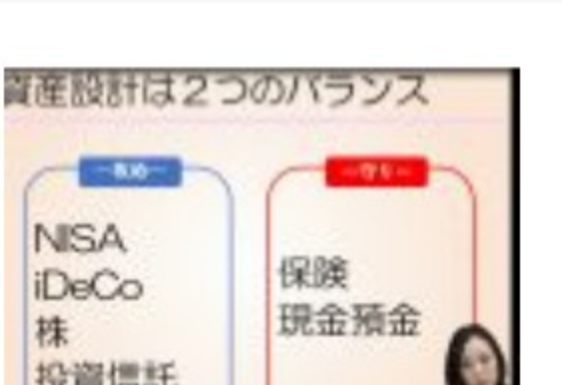 資産設計は2つのバランス
NISA
iDeCo
株
投資信託
～守り～
保険
現金預金